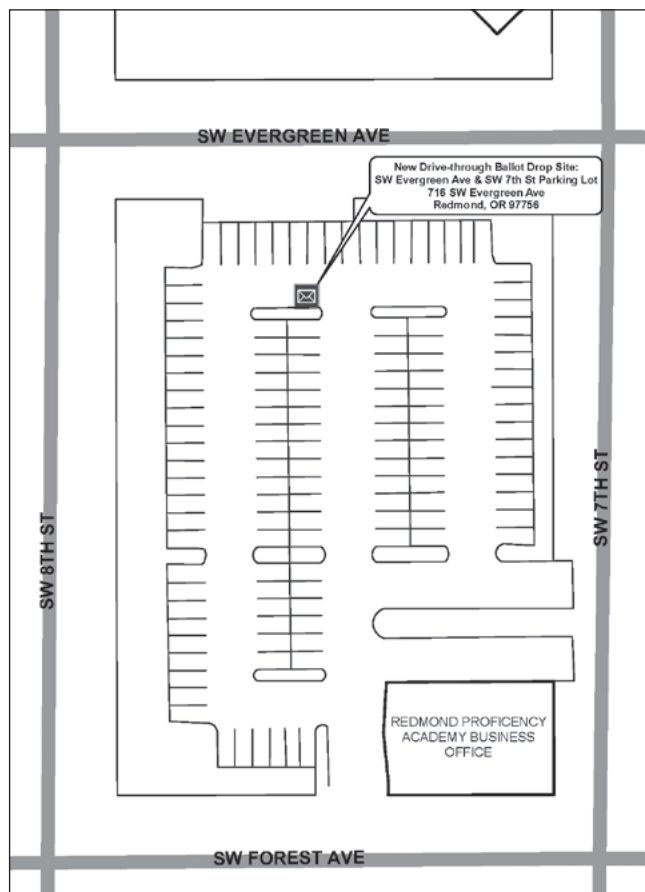 SW EVERGREEN AVE
New Drive-through Ballot Drop Site:
SW Evergreen Ave & SW 7th St Parking Lot
716 SW Evergreen Ave
Redmond, OR 97756
SW 8TH ST
SW 7TH ST
REDMOND PROFICENCY
ACADEMY BUSINESS
OFFICE
SW FOREST AVE